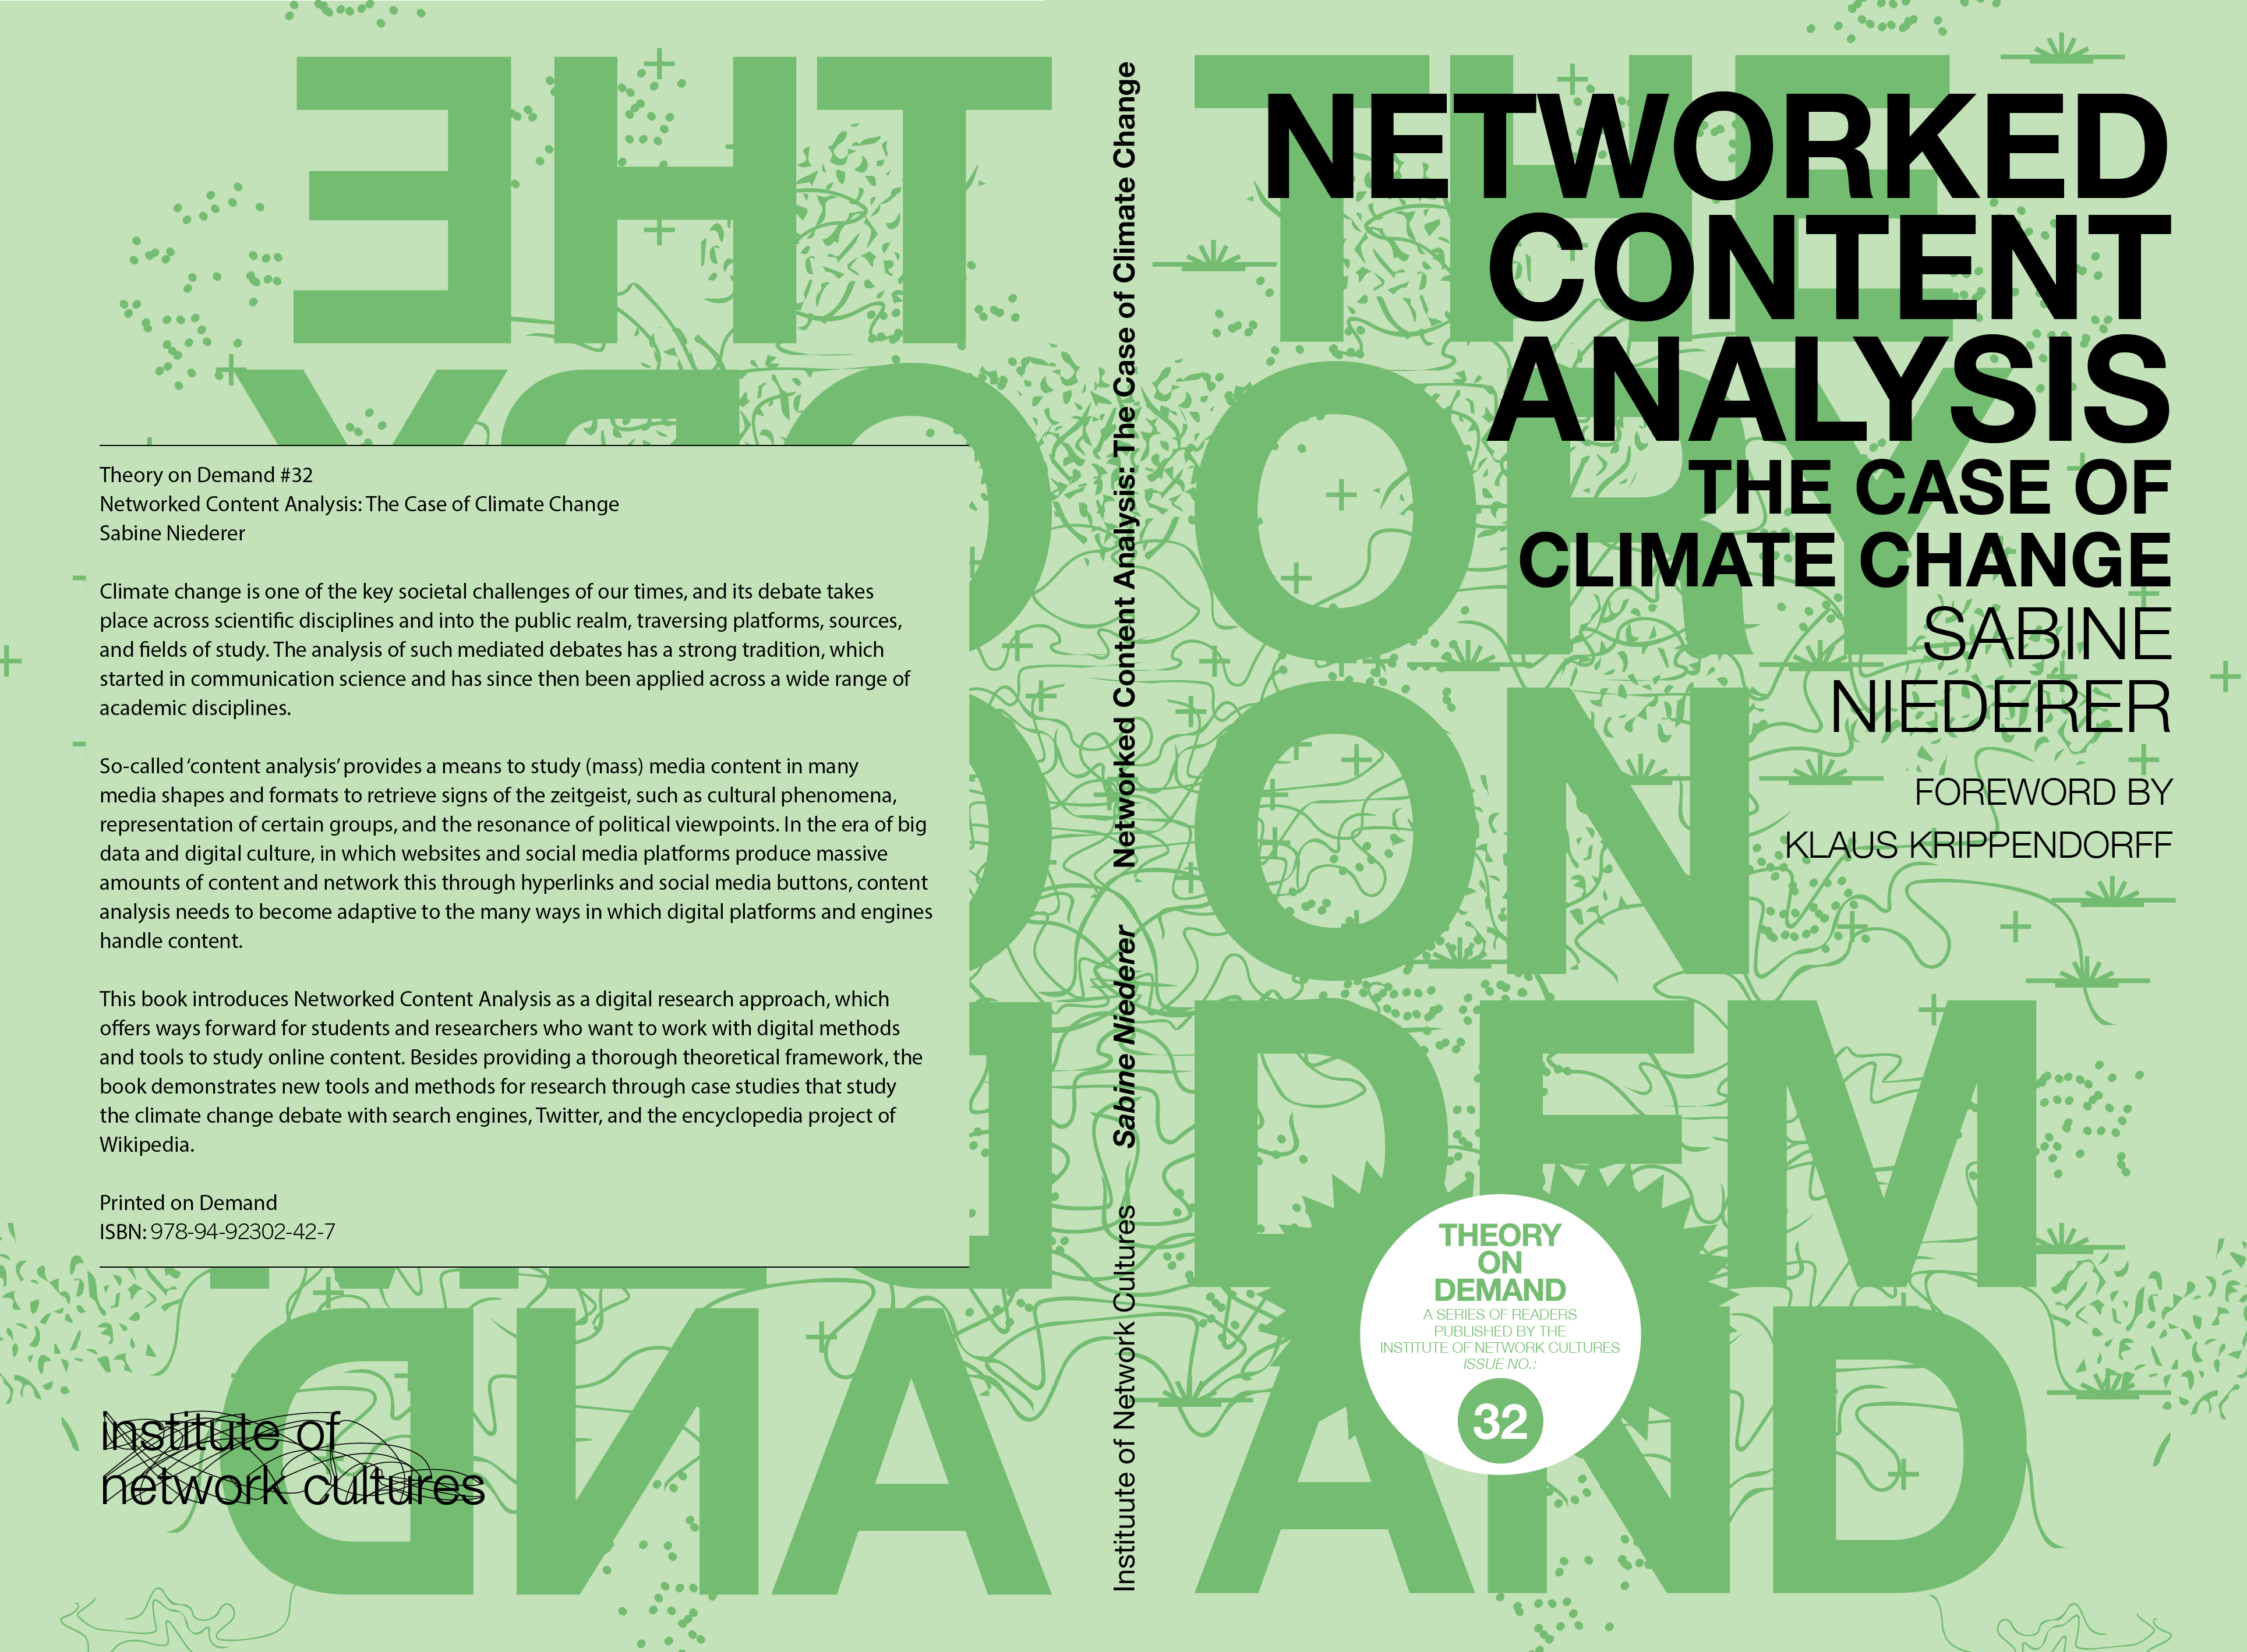 THE
ORY
ON
DEM
AND
Theory on Demand #32
Networked Content Analysis: The Case of Climate Change
Sabine Niederer
Climate change is one of the key societal challenges of our times, and its debate takes
place across scientific disciplines and into the public realm, traversing platforms, sources,
and fields of study. The analysis of such mediated debates has a strong tradition, which
started in communication science and has since then been applied across a wide range of
academic disciplines.
So-called ‘content analysis’ provides a means to study (mass) media content in many
media shapes and formats to retrieve signs of the zeitgeist, such as cultural phenomena,
representation of certain groups, and the resonance of political viewpoints. In the era of big
data and digital culture, in which websites and social media platforms produce massive
amounts of content and network this through hyperlinks and social media buttons, content
analysis needs to become adaptive to the many ways in which digital platforms and engines
handle content.
This book introduces Networked Content Analysis as a digital research approach, which
offers ways forward for students and researchers who want to work with digital methods
and tools to study online content. Besides providing a thorough theoretical framework, the
book demonstrates new tools and methods for research through case studies that study
the climate change debate with search engines, Twitter, and the encyclopedia project of
Wikipedia.
Printed on Demand
ISBN: 978-94-92302-42-7
institute of
network cultures
Instituute of Network Cultures Sabine Niederer Networked Content Analysis: The Case of Climate Change
THE
ORY
ON
DEM
AND
NETWORKED
CONTENT
ANALYSIS
THE CASE OF
CLIMATE CHANGE
SABINE
NIEDERER
FOREWORD BY
KLAUS KRIPPENDORFF
THEORY
ON
DEMAND
A SERIES OF READERS
PUBLISHED BY THE
INSTITUTE OF NETWORK CULTURES
ISSUE NO.:
32